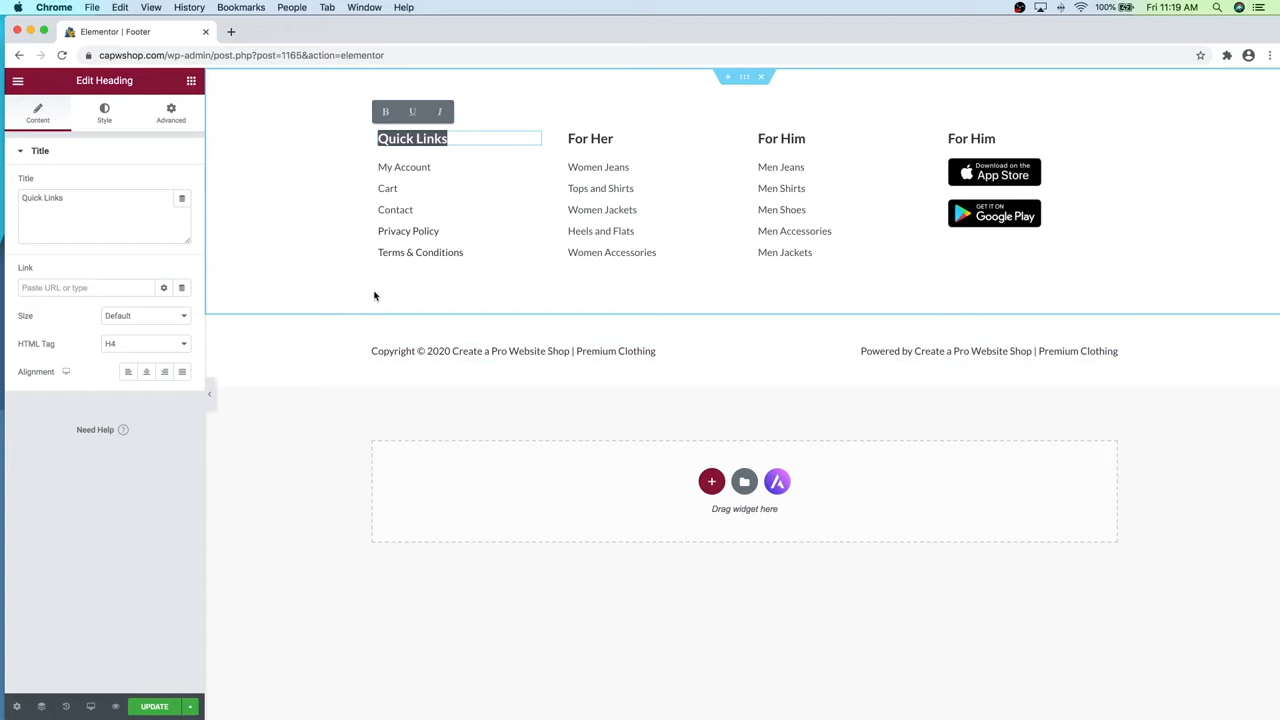 Chrome File Edit View History Bookmarks People Tab Window Help
100% Fri 11:19 AM
Elementor | Footer
capwshop.com/wp-admin/post.php?post=1165&action=elementor
Edit Heading
Content Style Advanced
Title
Title
Quick Links
Link
Paste URL or type
Size Default
HTML Tag H4
Alignment
Need Help ?
UPDATE
B U I
Quick Links
My Account
Cart
Contact
Privacy Policy
Terms & Conditions
For Her
Women Jeans
Tops and Shirts
Women Jackets
Heels and Flats
Women Accessories
For Him
Men Jeans
Men Shirts
Men Shoes
Men Accessories
Men Jackets
For Him
Download on the
App Store
GET IT ON
Google Play
Copyright © 2020 Create a Pro Website Shop | Premium Clothing
Powered by Create a Pro Website Shop | Premium Clothing
Drag widget here